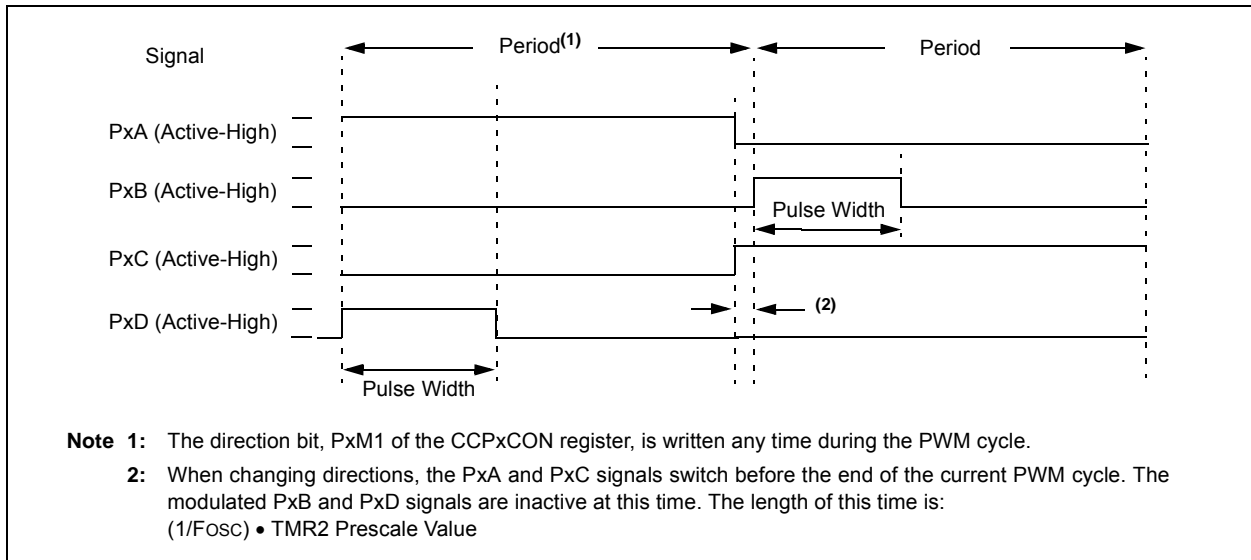 Signal
Period(1)
Period
PxA (Active-High)
PxB (Active-High)
Pulse Width
PxC (Active-High)
(2)
PxD (Active-High)
Pulse Width
Note 1: The direction bit, PxM1 of the CCPxCON register, is written any time during the PWM cycle.
2: When changing directions, the PxA and PxC signals switch before the end of the current PWM cycle. The
modulated PxB and PxD signals are inactive at this time. The length of this time is:
(1/FOSC) • TMR2 Prescale Value